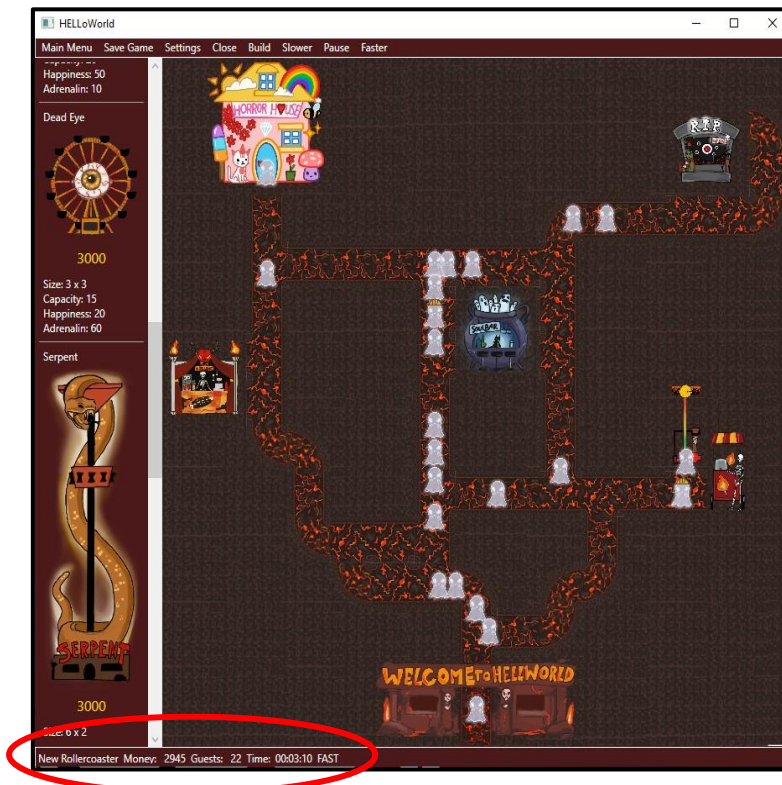 HELLoWorld
Main Menu Save Game Settings Close Build Slower Pause Faster
Happiness: 50
Adrenalin: 10
Dead Eye
3000
Size: 3 x 3
Capacity: 15
Happiness: 20
Adrenalin: 60
Serpent
SERPENT
3000
Size: 6 x 2
HORROR HOUSE
R.I.P.
SOULBAR
WELCOME TO HELLWORLD
New Rollercoaster Money: 2945 Guests: 22 Time: 00:03:10 FAST